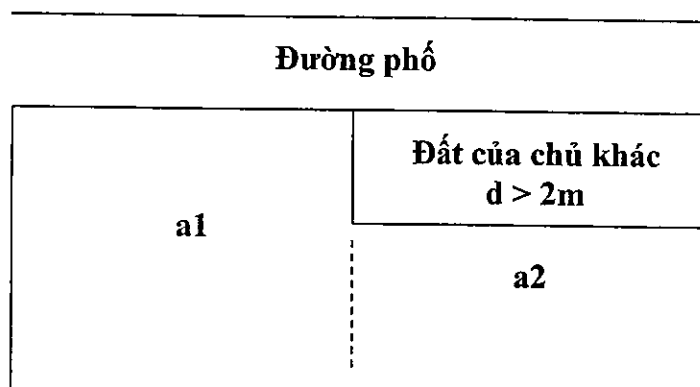 Đường phố
Đất của chủ khác
d > 2m
a1
a2